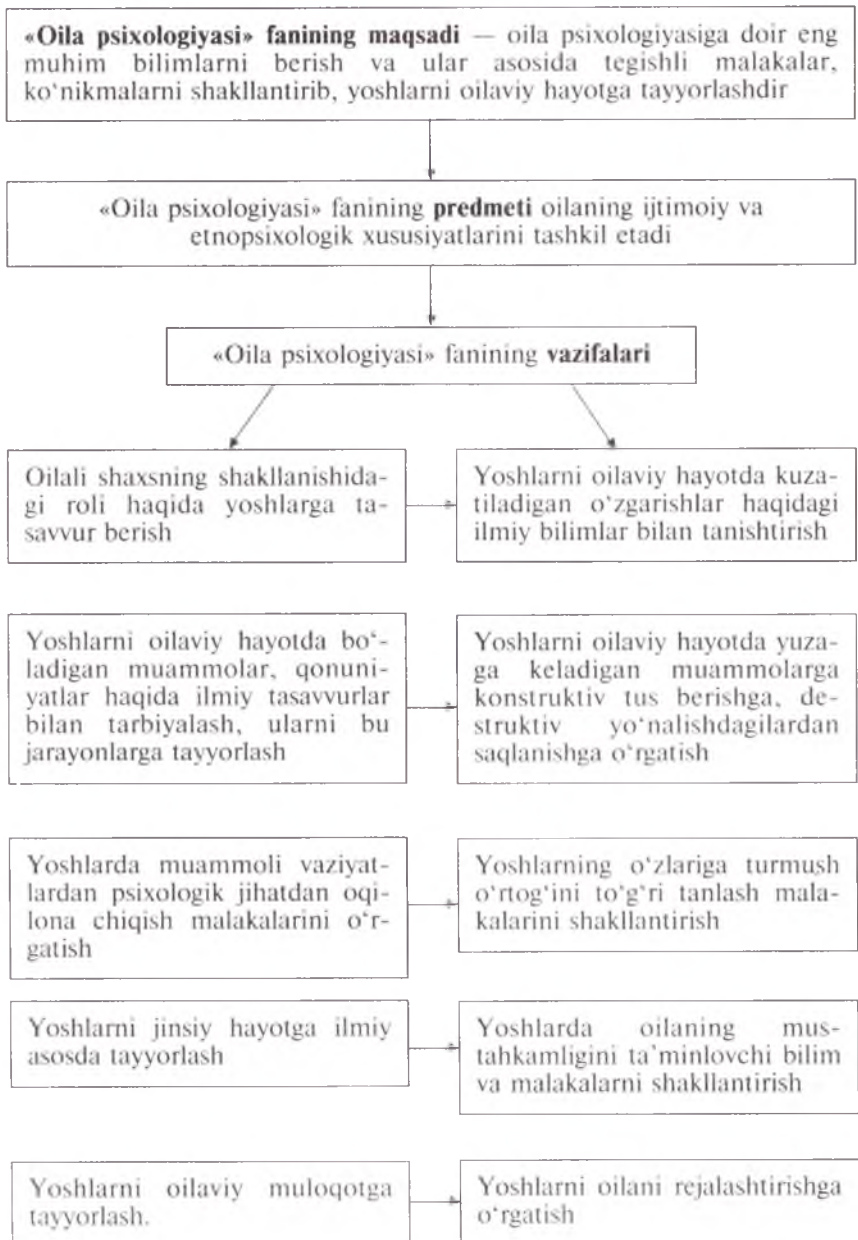 «Oila psixologiyasi» fanining maqsadi — oila psixologiyasiga doir eng
muhim bilimlarni berish va ular asosida tegishli malakalar,
ko‘nikmalarni shakllantirib, yoshlarni oilaviy hayotga tayyorlashdir
«Oila psixologiyasi» fanining predmeti oilaning ijtimoiy va
etnopsixologik xususiyatlarini tashkil etadi
«Oila psixologiyasi» fanining vazifalari
Oilali shaxsning shakllanishida-
gi roli haqida yoshlarga ta-
savvur berish
Yoshlarni oilaviy hayotda kuza-
tiladigan o‘zgarishlar haqidagi
ilmiy bilimlar bilan tanishtirish
Yoshlarni oilaviy hayotda bo‘-
ladigan muammolar, qonuni-
yatlar haqida ilmiy tasavvurlar
bilan tarbiyalash, ularni bu
jarayonlarga tayyorlash
Yoshlarni oilaviy hayotda yuza-
ga keladigan muammolarga
konstruktiv tus berishga, de-
struktiv yo‘nalishdagilardan
saqlanishga o‘rgatish
Yoshlarda muammoli vaziyat-
lardan psixologik jihatdan oqi-
lona chiqish malakalarini o‘r-
gatish
Yoshlarning o‘zlariga turmush
o‘rtog‘ini to‘g‘ri tanlash mala-
kalarini shakllantirish
Yoshlarni jinsiy hayotga ilmiy
asosda tayyorlash
Yoshlarda oilaning mus-
tahkamligini ta’minlovchi bilim
va malakalarni shakllantirish
Yoshlarni oilaviy muloqotga
tayyorlash.
Yoshlarni oilani rejalashtirishga
o‘rgatish